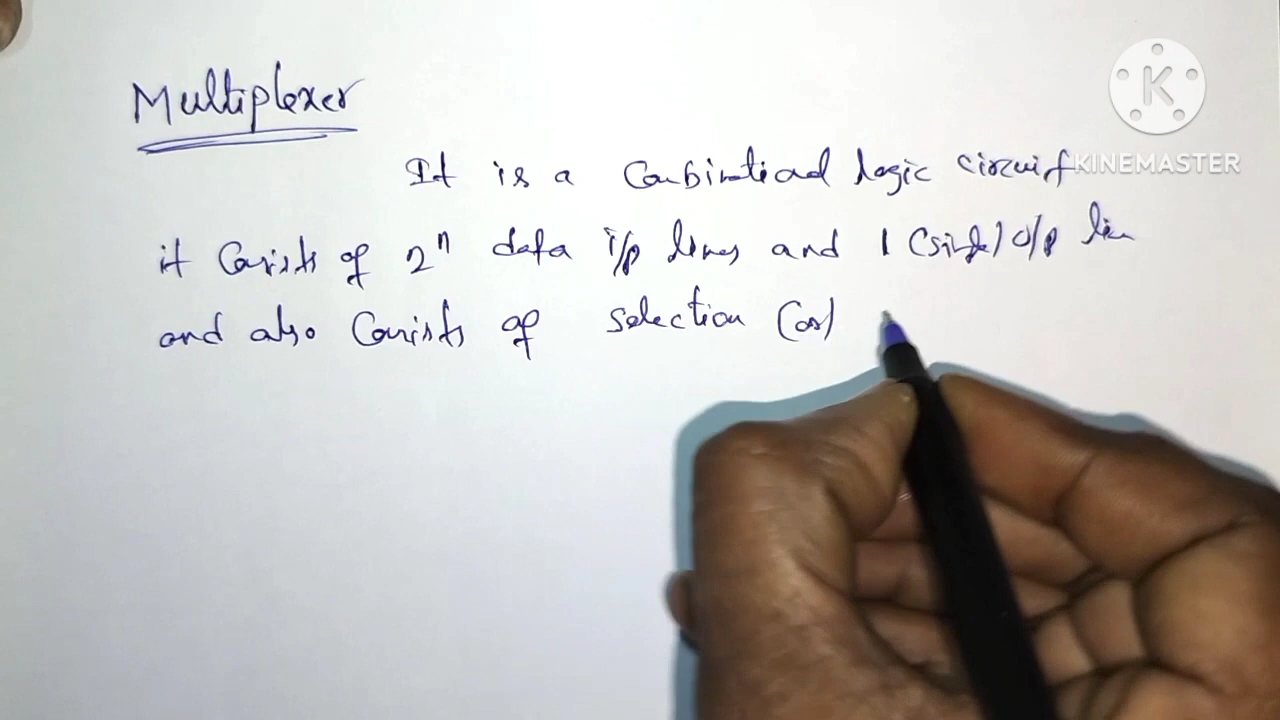 Multiplexer
K
KINEMASTER
It is a Combinational logic circuit
it Consists of 2^n data i/p lines and 1 (single) o/p line
and also Consists of selection (or)